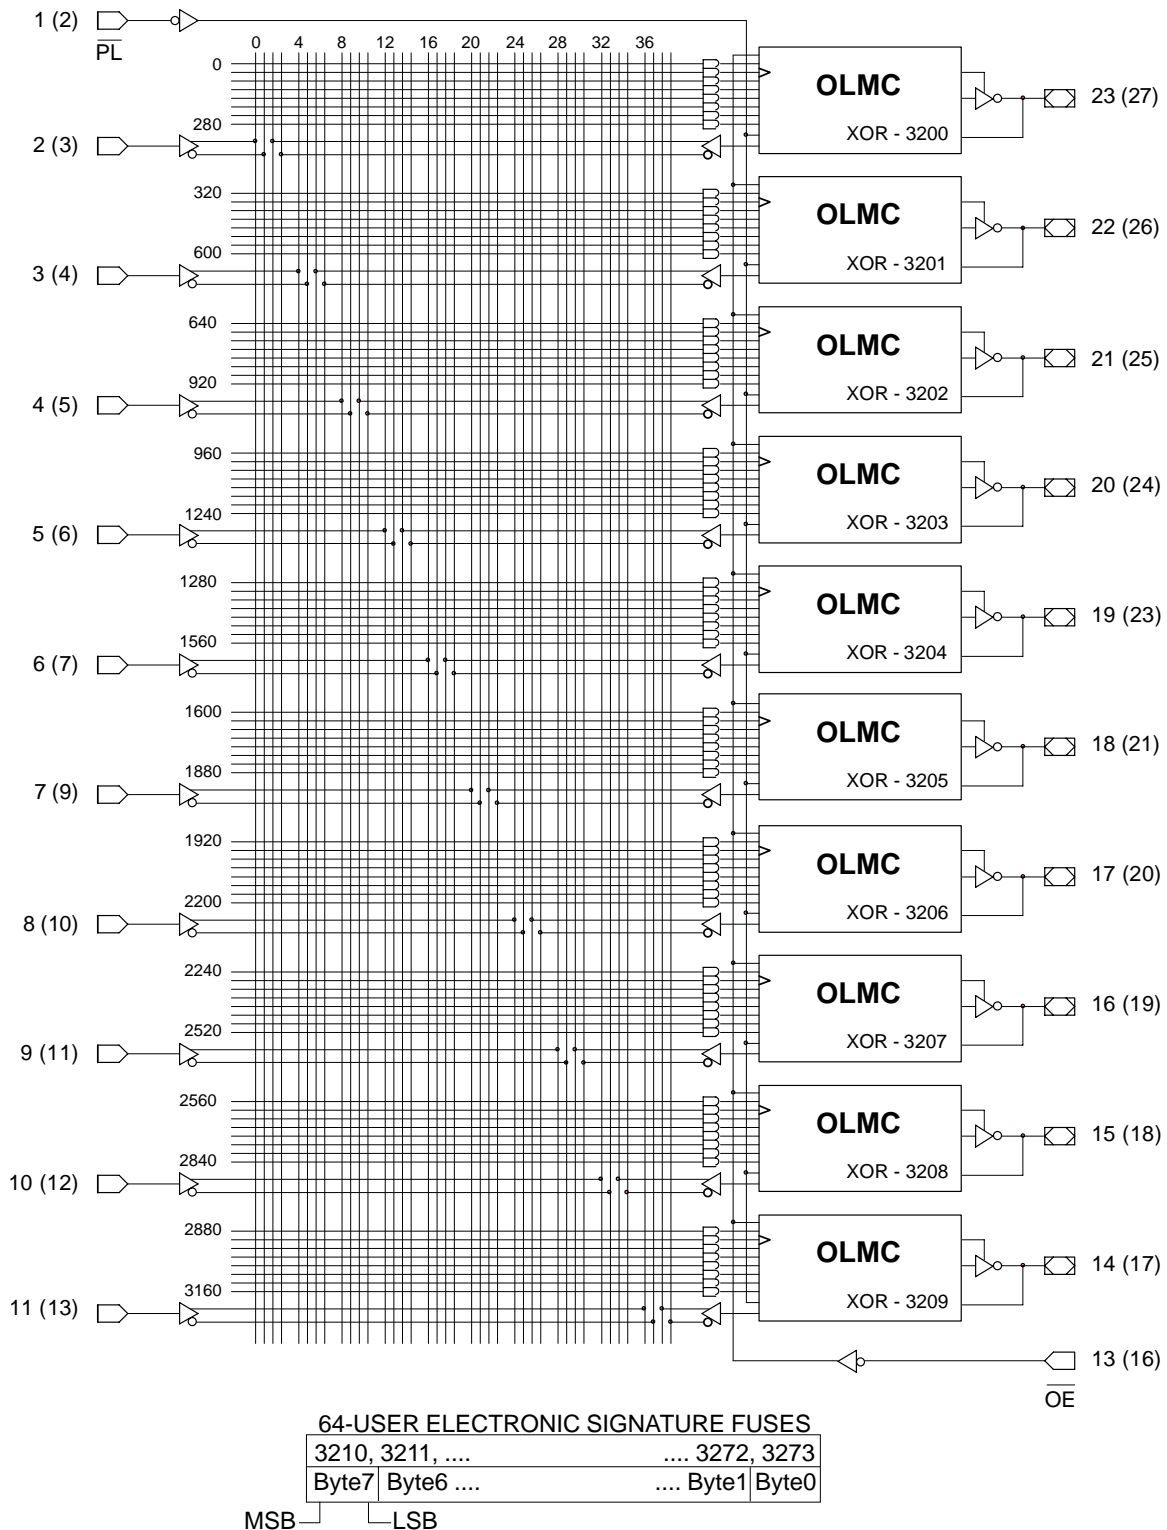 1 (2)
PL
0 4 8 12 16 20 24 28 32 36
0
280
OLMC
XOR - 3200
23 (27)
2 (3)
320
600
OLMC
XOR - 3201
22 (26)
3 (4)
640
920
OLMC
XOR - 3202
21 (25)
4 (5)
960
1240
OLMC
XOR - 3203
20 (24)
5 (6)
1280
1560
OLMC
XOR - 3204
19 (23)
6 (7)
1600
1880
OLMC
XOR - 3205
18 (21)
7 (9)
1920
2200
OLMC
XOR - 3206
17 (20)
8 (10)
2240
2520
OLMC
XOR - 3207
16 (19)
9 (11)
2560
2840
OLMC
XOR - 3208
15 (18)
10 (12)
2880
3160
OLMC
XOR - 3209
14 (17)
11 (13)
13 (16)
OE
64-USER ELECTRONIC SIGNATURE FUSES
3210, 3211, .... .... 3272, 3273
Byte7 Byte6 .... .... Byte1 Byte0
MSB LSB